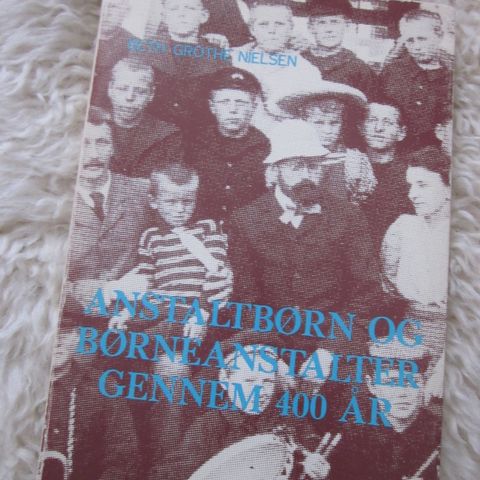 BETH GROTHE NIELSEN
ANSTALTBØRN OG
BØRNEANSTALTER
GENNEM 400 ÅR